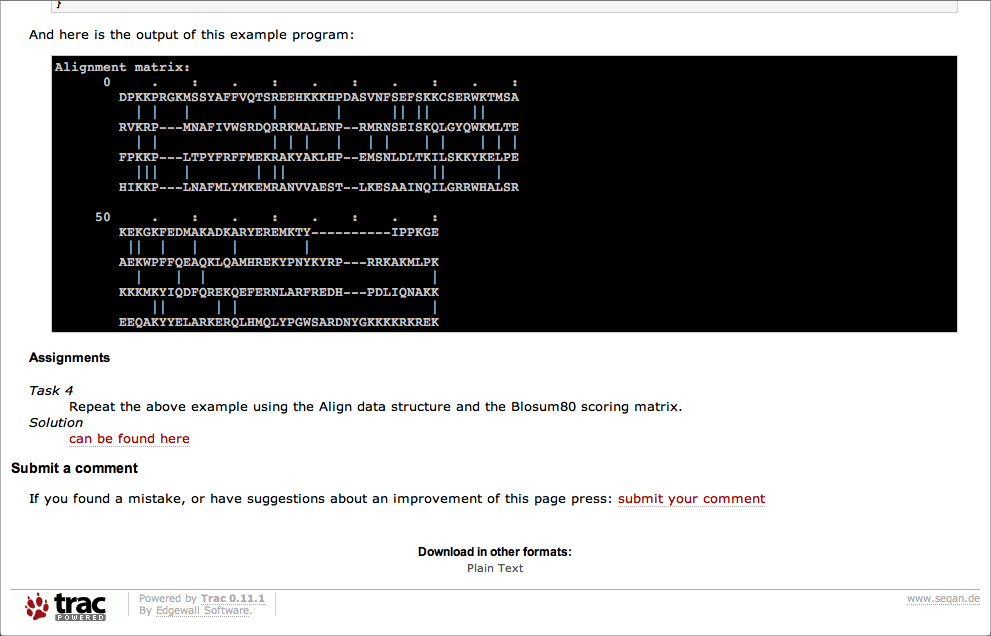 }
And here is the output of this example program:
Alignment matrix:
0 . : . : . : . : . :
DPKKPRGKMSSYAFFVQTSREEHKKKHPDASVNFSEFSKKCSERWKTMSA
| | | | | || || ||
RVKRP---MNAFIVWSRDQRRKMALENP--RMRNSEISKQLGYQWKMLTE
| | | | | | | | | | | | |
FPKKP---LTPYFRFFMEKRAKYAKLHP--EMSNLDLTKILSKKYKELPE
||| | | || || |
HIKKP---LNAFMLYMKEMRANVVAEST--LKESAAINQILGRRWHALSR
50 . : . : . : . :
KEKGKFEDMAKADKARYEREMKTY----------IPPKGE
|| | | | |
AEKWPFFQEAQKLQAMHREKYPNYKYRP---RRKAKMLPK
| | | |
KKKMKYIQDFQREKQEFERNLARFREDH---PDLIQNAKK
|| | | |
EEQAKYYELARKERQLHMQLYPGWSARDNYGKKKKRKREK
Assignments
Task 4
Repeat the above example using the Align data structure and the Blosum80 scoring matrix.
Solution
can be found here
Submit a comment
If you found a mistake, or have suggestions about an improvement of this page press: submit your comment
Download in other formats:
Plain Text
trac POWERED
Powered by Trac 0.11.1
By Edgewall Software.
www.seqan.de